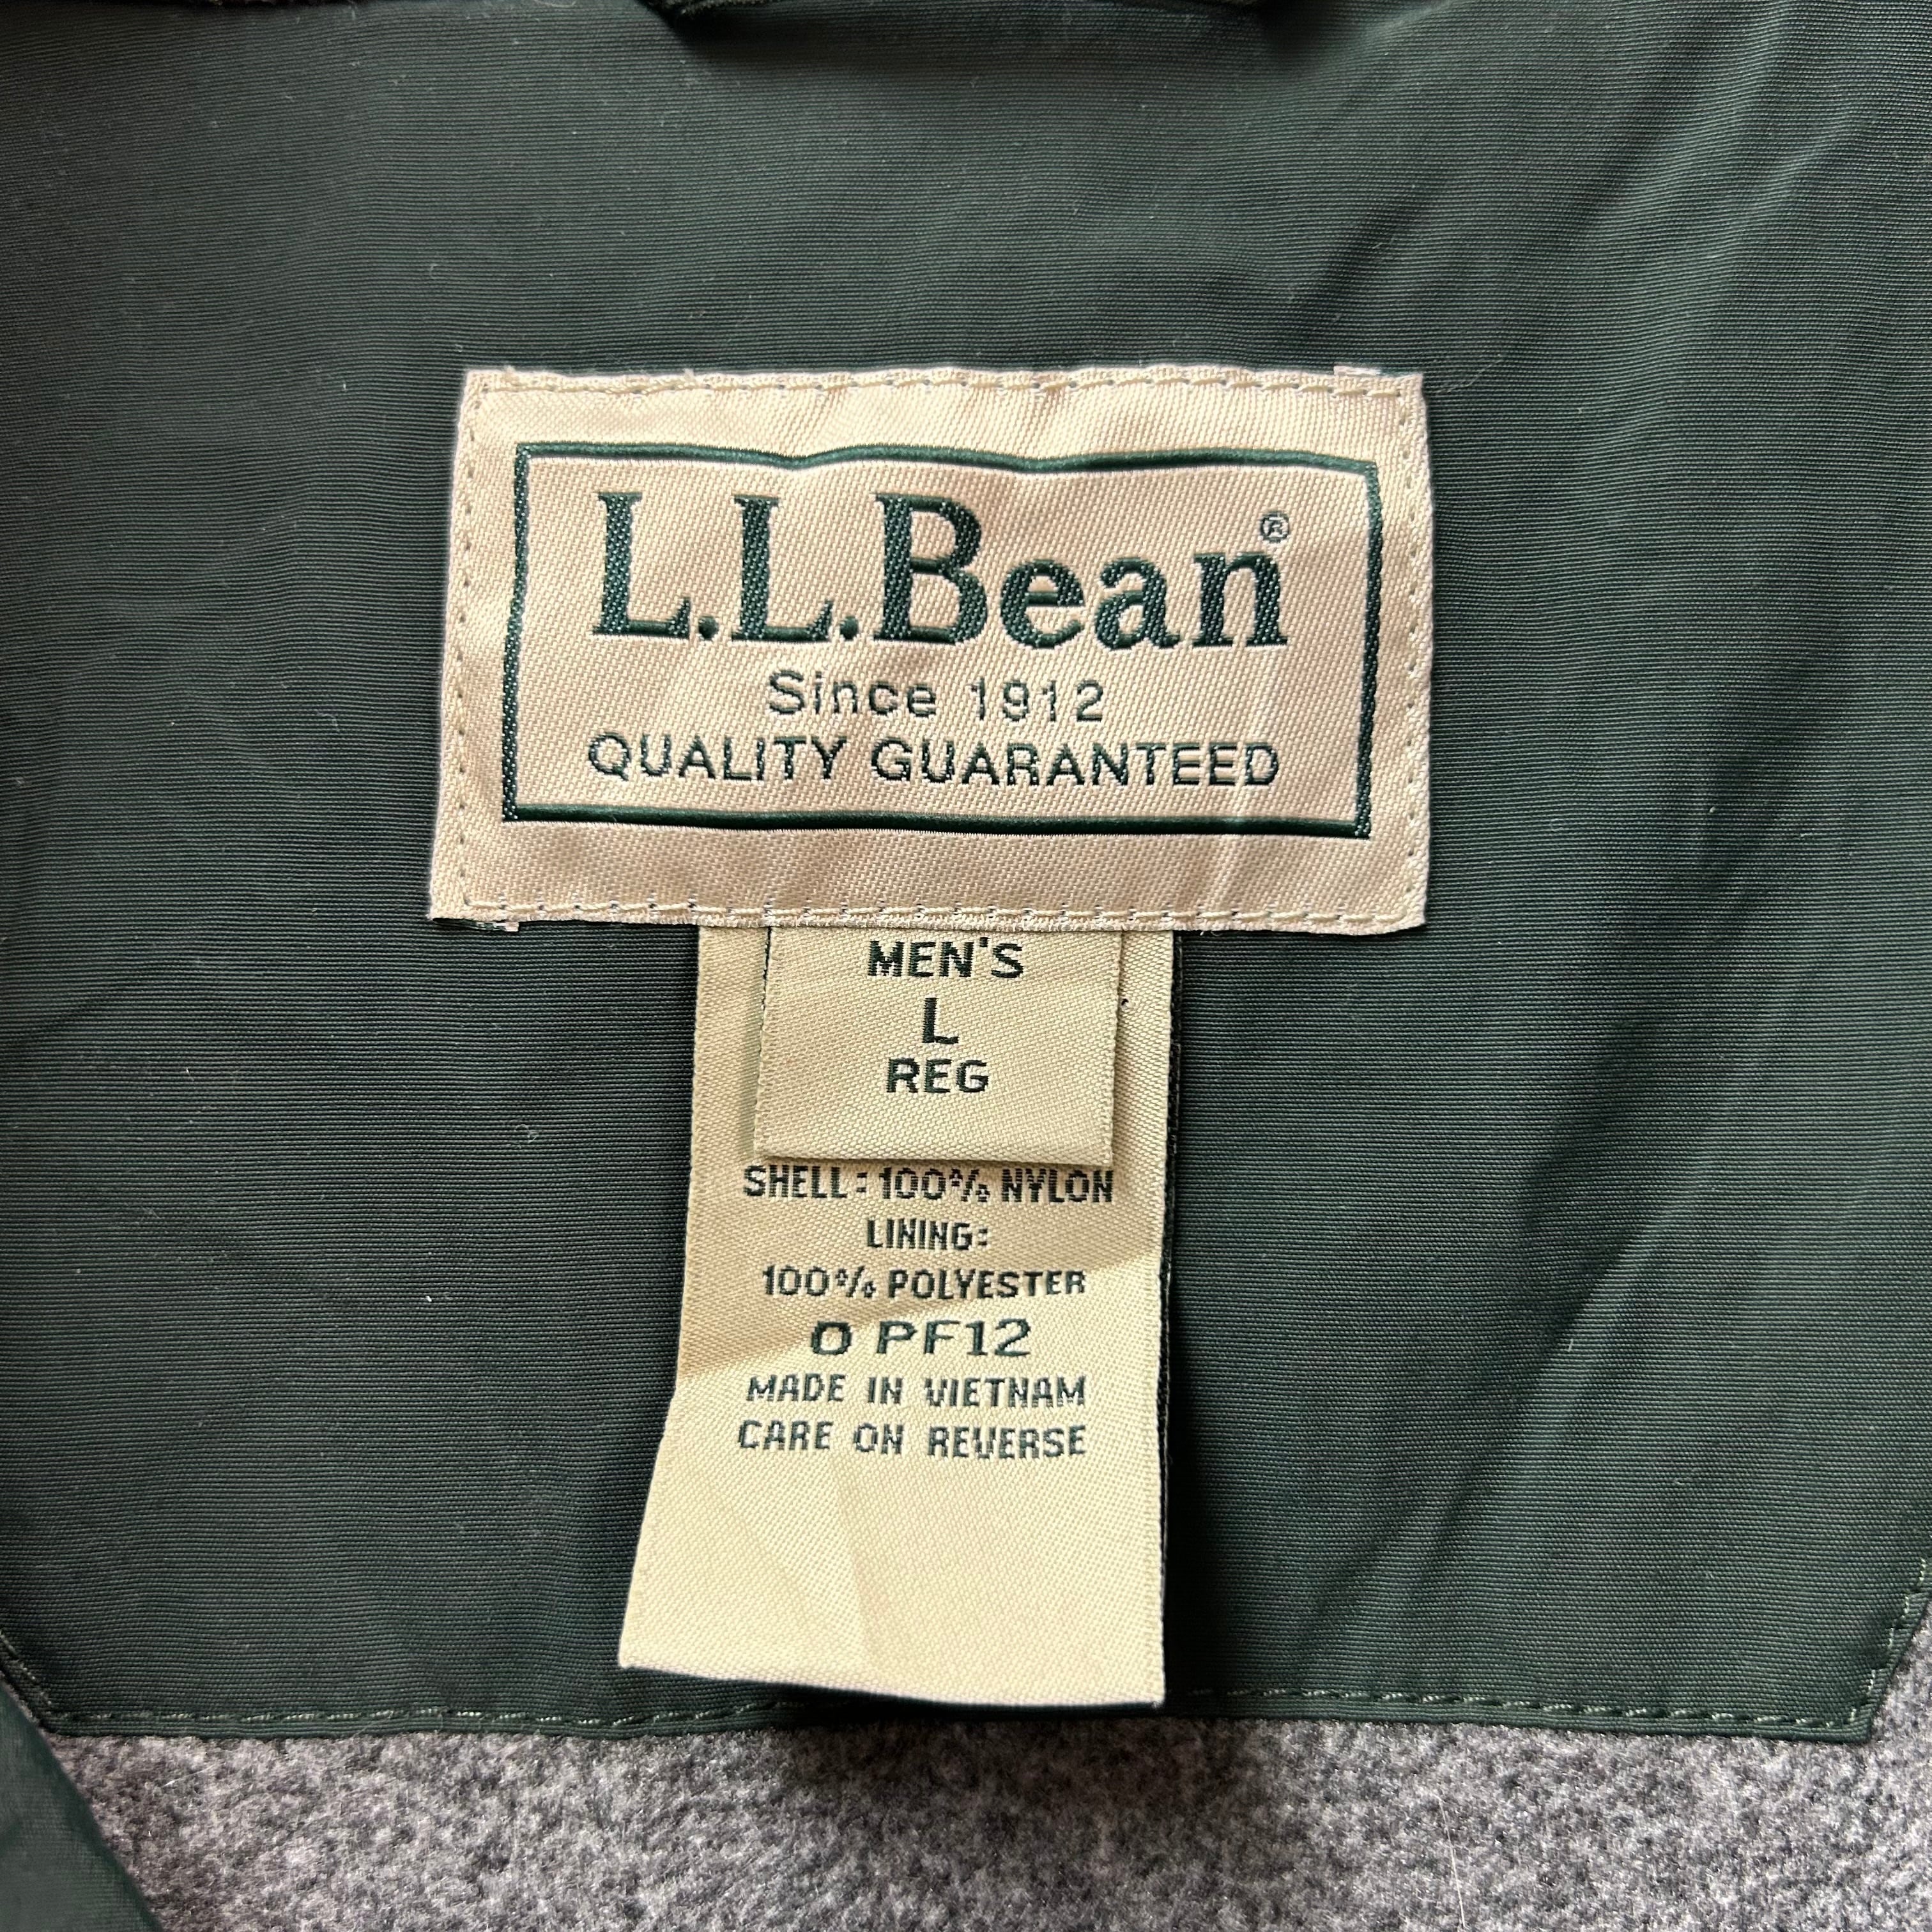 L.L.Bean®
Since 1912
QUALITY GUARANTEED
MEN'S
L
REG
SHELL: 100% NYLON
LINING:
100% POLYESTER
0 PF12
MADE IN VIETNAM
CARE ON REVERSE